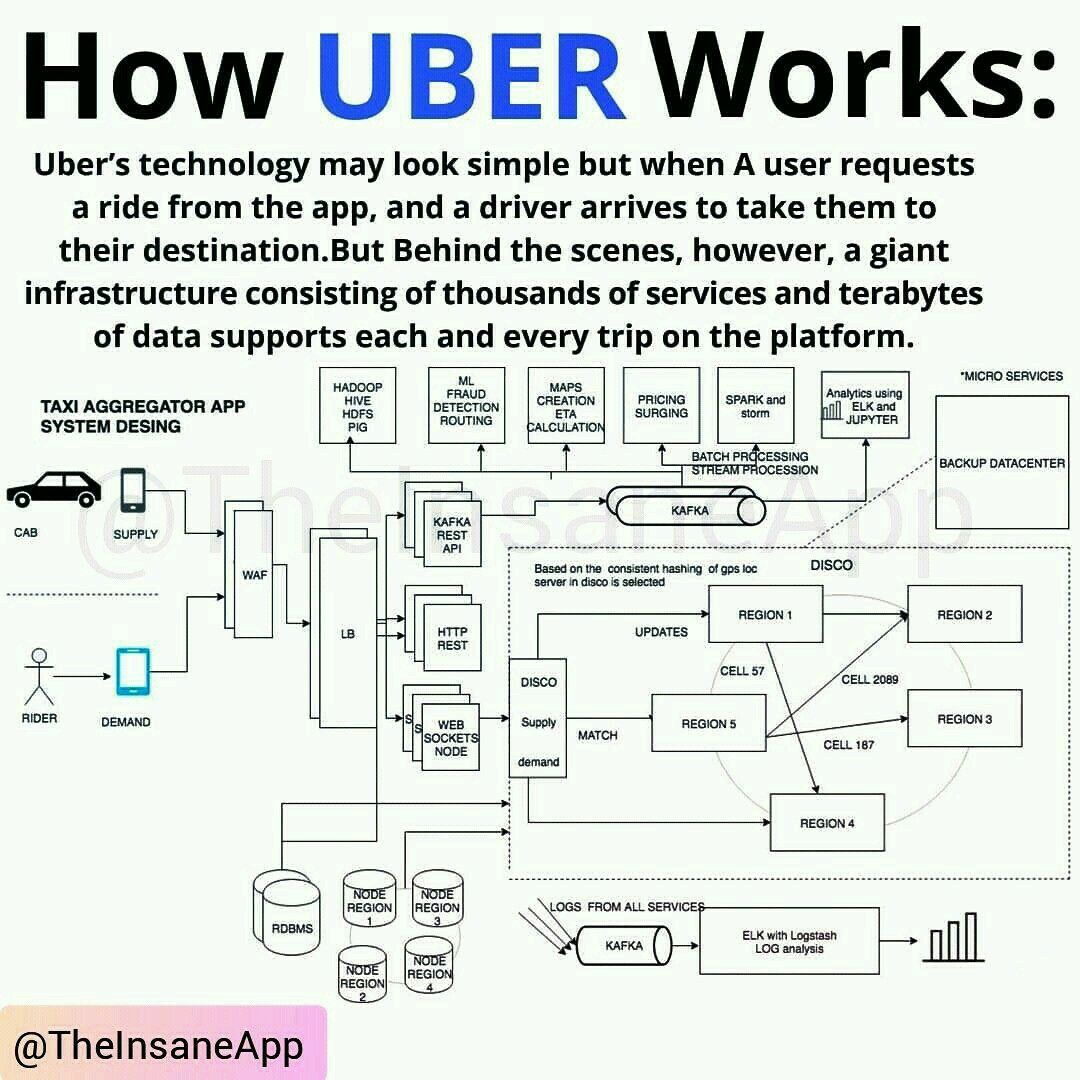 How UBER Works:
Uber's technology may look simple but when A user requests
a ride from the app, and a driver arrives to take them to
their destination.But Behind the scenes, however, a giant
infrastructure consisting of thousands of services and terabytes
of data supports each and every trip on the platform.
*MICRO SERVICES
TAXI AGGREGATOR APP
SYSTEM DESING
HADOOP
HIVE
HDFS
PIG
ML
FRAUD
DETECTION
ROUTING
MAPS
CREATION
ETA
CALCULATION
PRICING
SURGING
SPARK and
storm
Analytics using
ELK and
JUPYTER
BACKUP DATACENTER
BATCH PROCESSING
STREAM PROCESSION
@TheInsaneApp
CAB
SUPPLY
WAF
LB
KAFKA
REST
API
KAFKA
HTTP
REST
S
S
WEB
SOCKETS
NODE
RIDER
DEMAND
Based on the consistent hashing of gps loc
server in disco is selected
DISCO
DISCO
Supply
demand
UPDATES
MATCH
REGION 1
REGION 2
CELL 57
CELL 2089
REGION 5
REGION 3
CELL 187
REGION 4
RDBMS
NODE
REGION
1
NODE
REGION
3
NODE
REGION
2
NODE
REGION
4
LOGS FROM ALL SERVICES
KAFKA
ELK with Logstash
LOG analysis
@TheInsaneApp